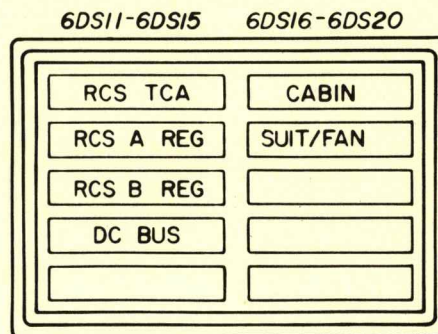 6DS11-6DS15 6DS16-6DS20
RCS TCA CABIN
RCS A REG SUIT/FAN
RCS B REG
DC BUS